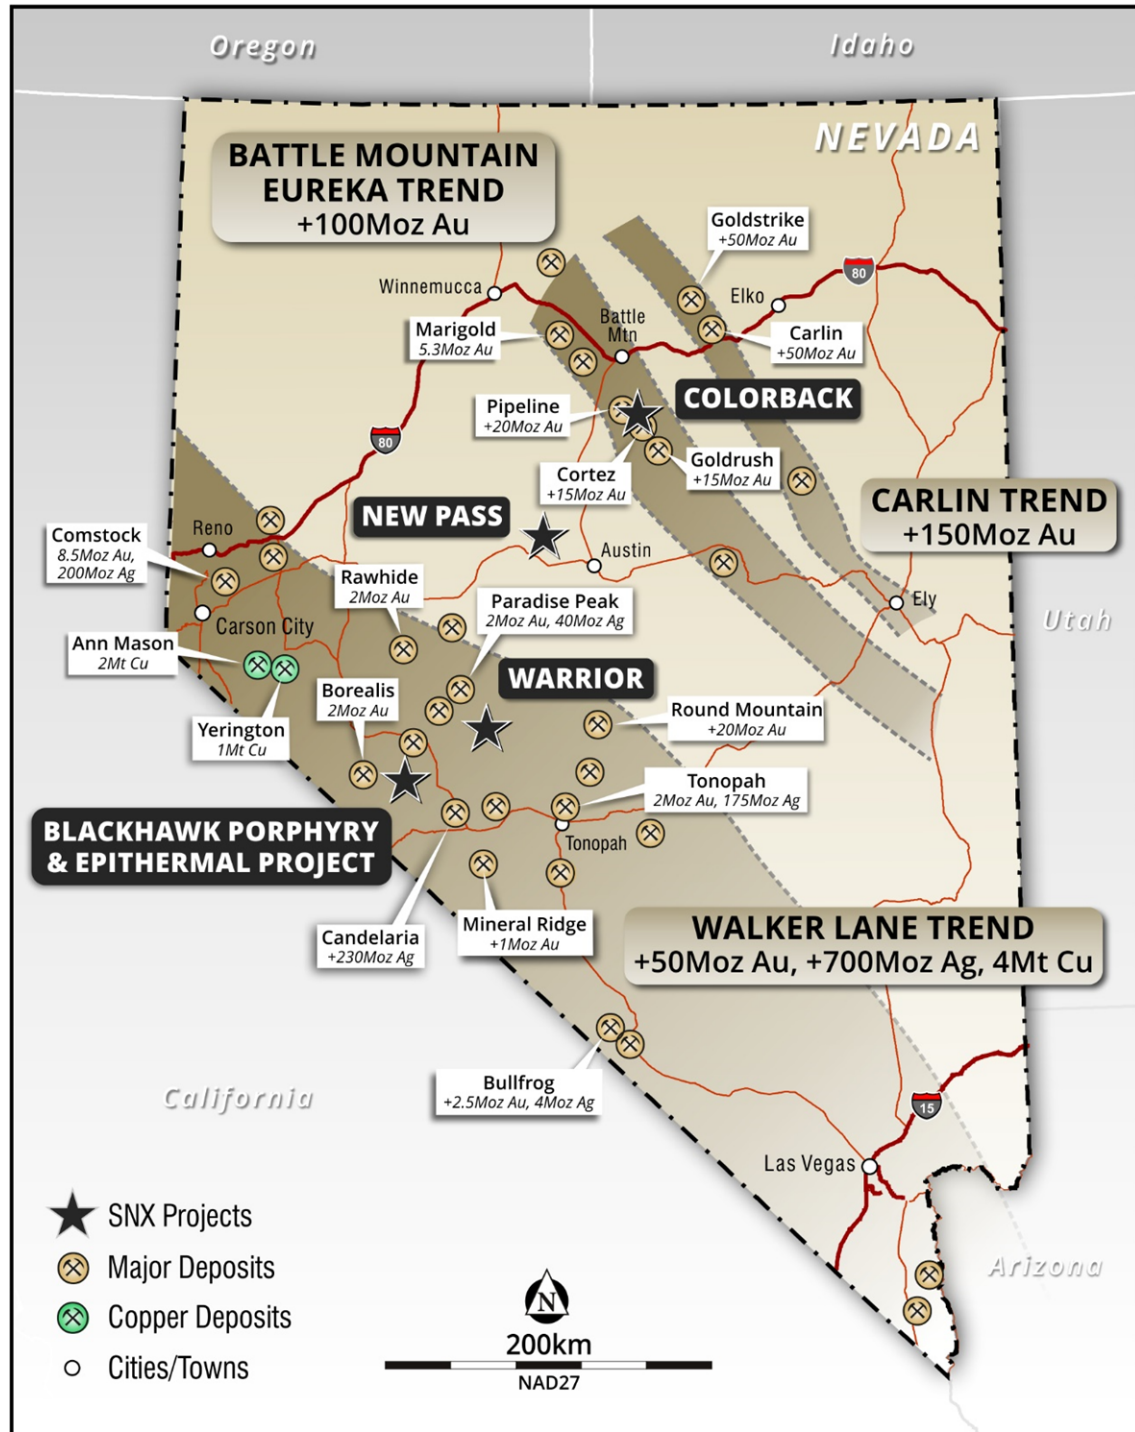 Oregon
Idaho
NEVADA
BATTLE MOUNTAIN
EUREKA TREND
+100Moz Au
Goldstrike
+50Moz Au
80
Winnemucca
Elko
Battle
Mtn
Marigold
5.3Moz Au
Carlin
+50Moz Au
COLORBACK
Pipeline
+20Moz Au
80
Goldrush
+15Moz Au
Cortez
+15Moz Au
CARLIN TREND
+150Moz Au
NEW PASS
Reno
Comstock
8.5Moz Au,
200Moz Ag
Austin
Rawhide
2Moz Au
Paradise Peak
2Moz Au, 40Moz Ag
Ely
Utah
Carson City
Ann Mason
2Mt Cu
WARRIOR
Borealis
2Moz Au
Round Mountain
+20Moz Au
Yerington
1Mt Cu
Tonopah
2Moz Au, 175Moz Ag
BLACKHAWK PORPHYRY
& EPITHERMAL PROJECT
Tonopah
Candelaria
+230Moz Ag
Mineral Ridge
+1Moz Au
WALKER LANE TREND
+50Moz Au, +700Moz Ag, 4Mt Cu
Bullfrog
+2.5Moz Au, 4Moz Ag
California
15
Las Vegas
Arizona
SNX Projects
Major Deposits
Copper Deposits
Cities/Towns
N
200km
NAD27